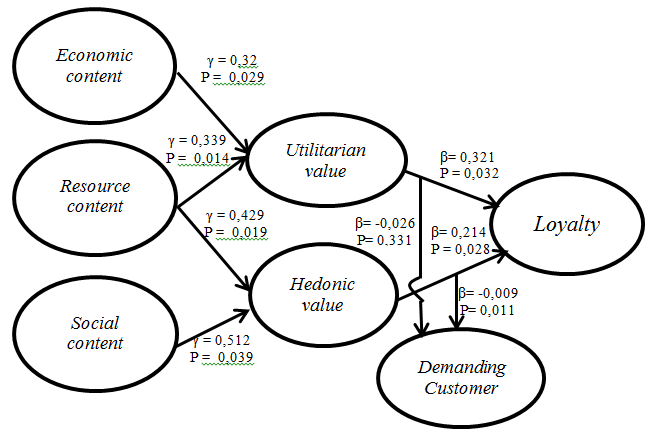 Economic
content
γ = 0,32
P = 0,029
γ = 0,339
P = 0,014
Utilitarian
value
β= 0,321
P = 0,032
Resource
content
γ = 0,429
P = 0,019
β= -0,026
P= 0,331
β= 0,214
P = 0,028
Loyalty
Hedonic
value
β= -0,009
P= 0,011
Social
content
γ = 0,512
P = 0,039
Demanding
Customer